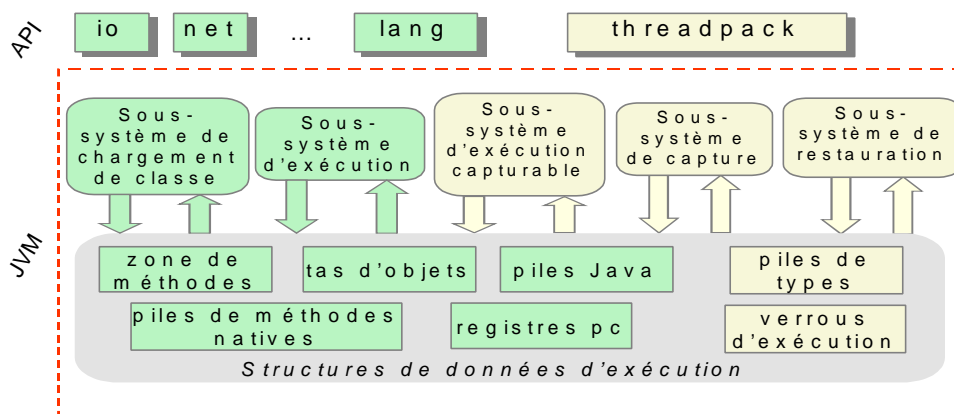 API
io
net
...
lang
threadpack
JVM
Sous-
système de
chargement
de classe
Sous-
système
d'exécution
Sous-
système
d'exécution
capturable
Sous-
système
de capture
Sous-
système de
restauration
zone de
méthodes
tas d'objets
piles Java
piles de
types
piles de méthodes
natives
registres pc
verrous
d'exécution
Structures de données d'exécution